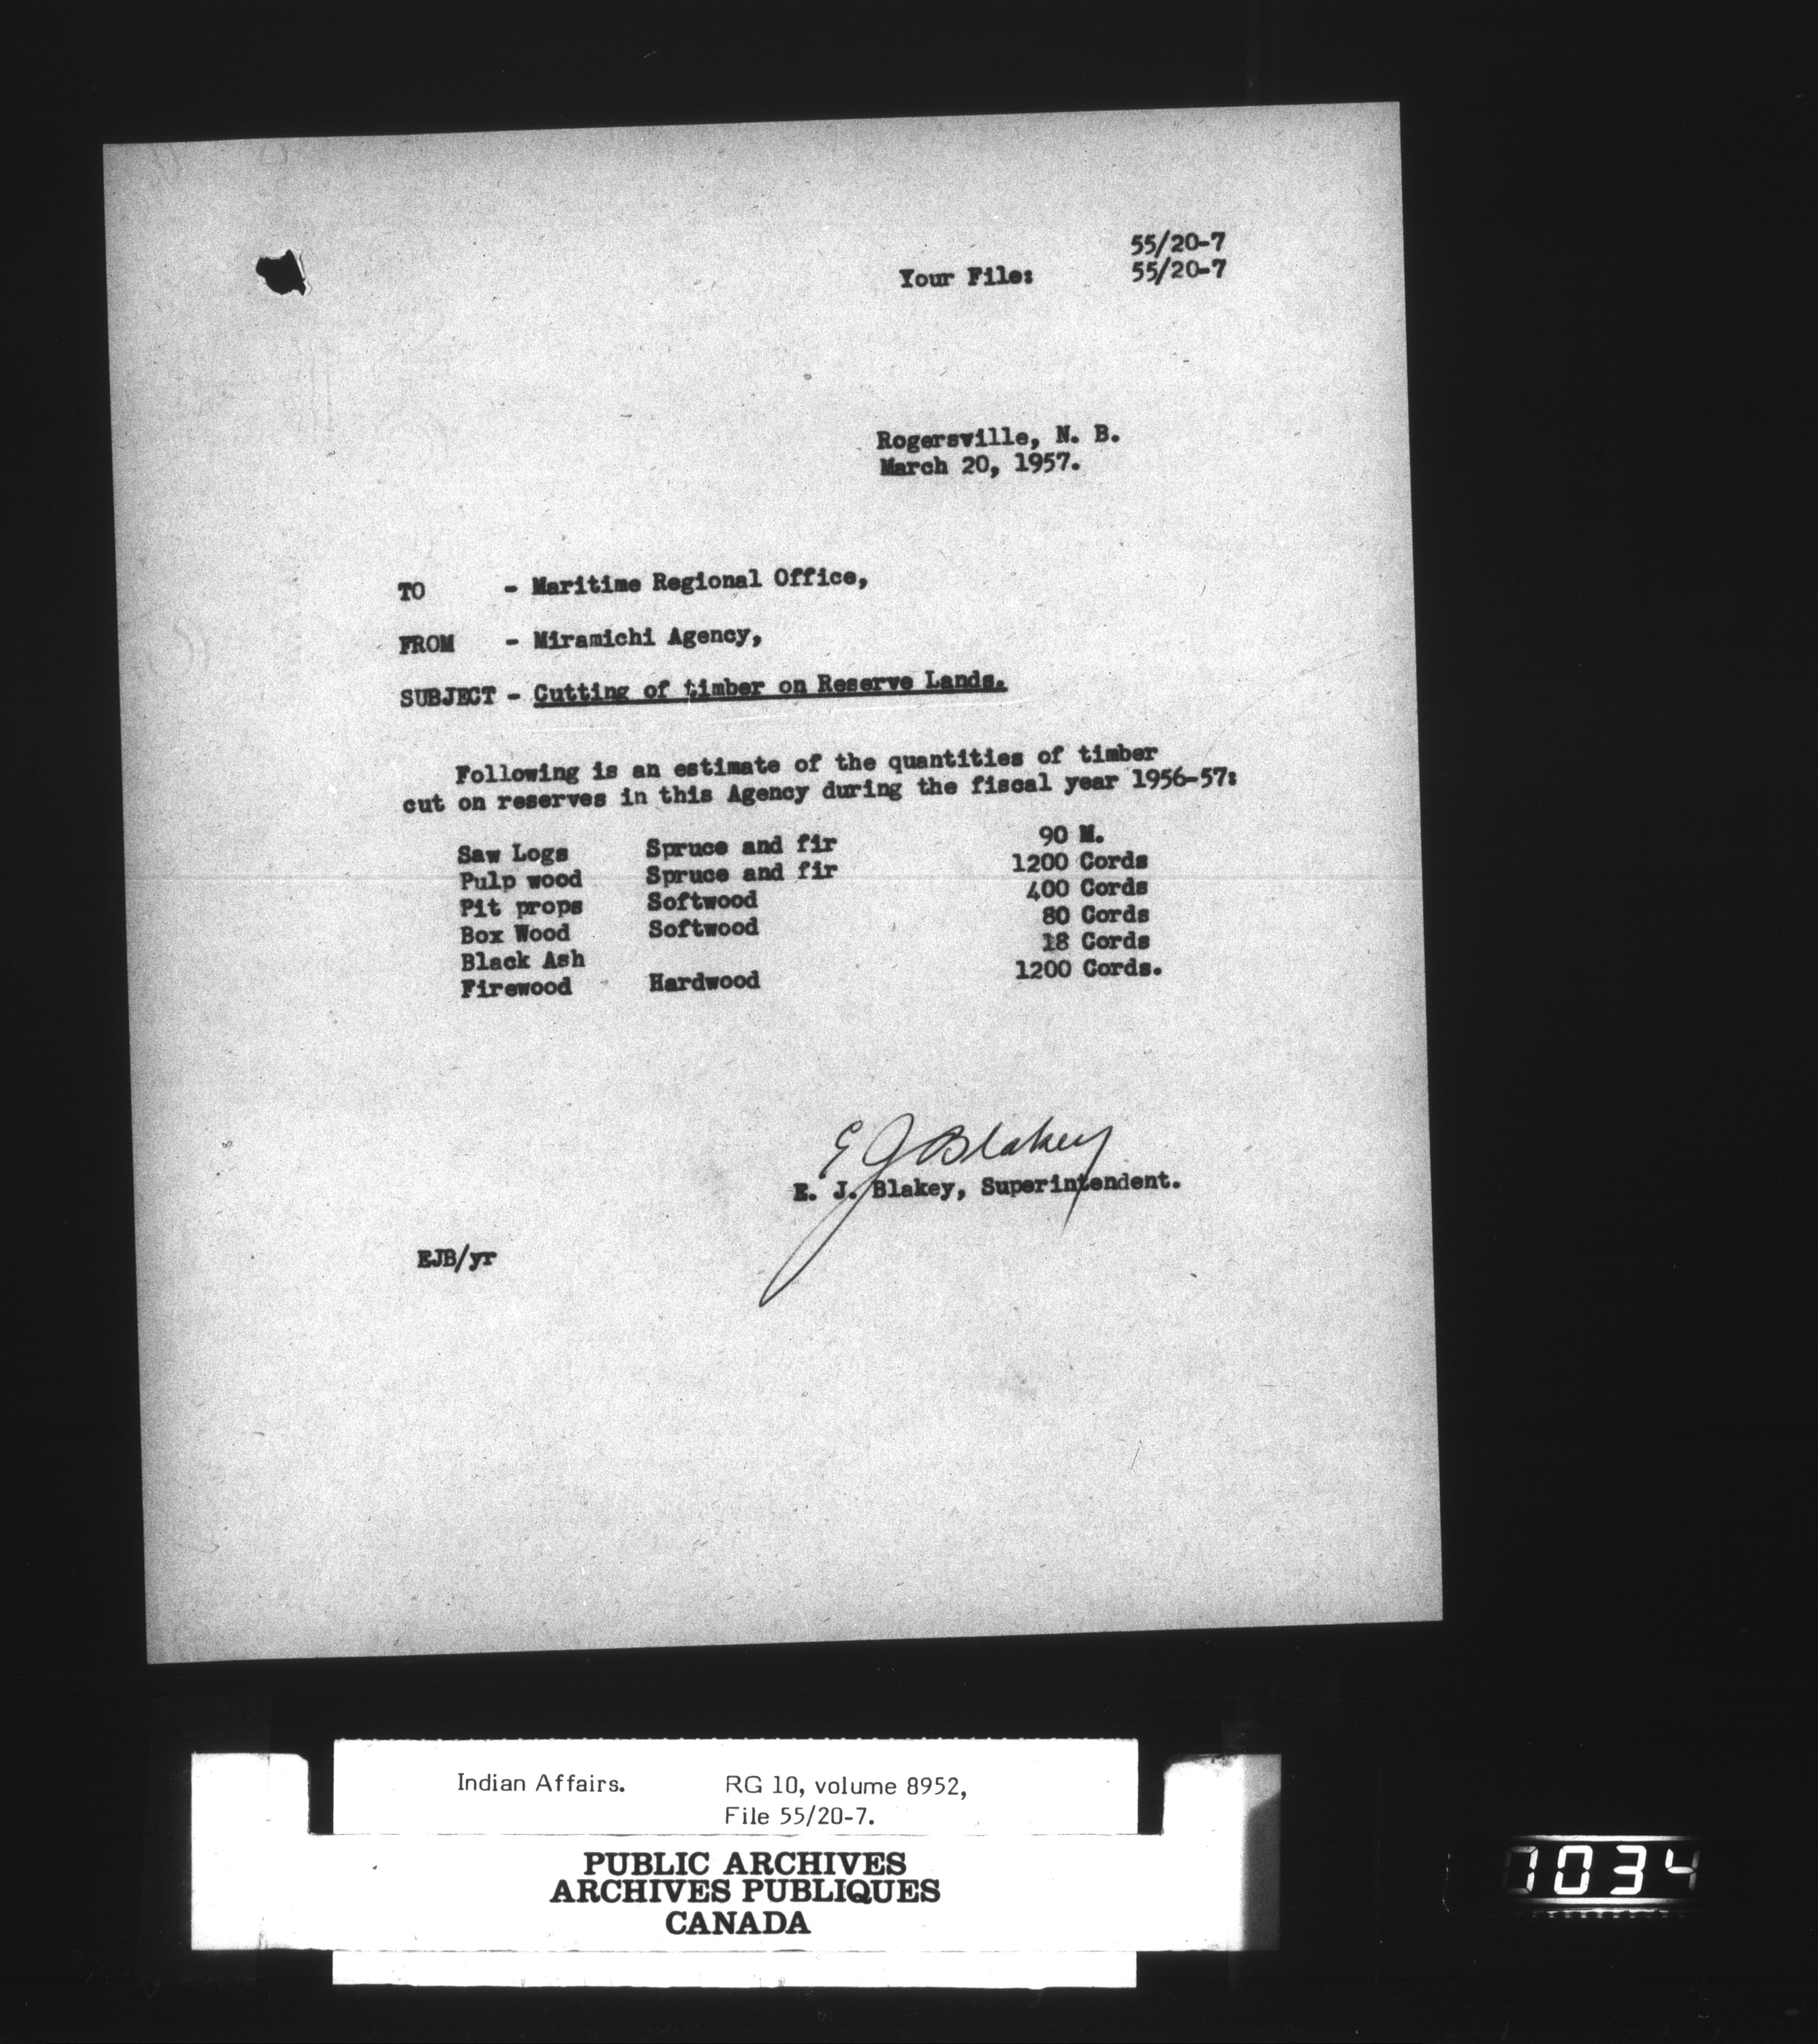 55/20-7
Your File: 55/20-7
Rogersville, N. B.
March 20, 1957.
TO - Maritime Regional Office,
FROM - Miramichi Agency,
SUBJECT - Cutting of timber on Reserve Lands.
Following is an estimate of the quantities of timber
cut on reserves in this Agency during the fiscal year 1956-57:
Saw Logs Spruce and fir 90 M.
Pulp wood Spruce and fir 1200 Cords
Pit props Softwood 400 Cords
Box Wood Softwood 80 Cords
Black Ash 18 Cords
Firewood Hardwood 1200 Cords.
E J Blakey
E. J. Blakey, Superintendent.
EJB/yr
Indian Affairs. RG 10, volume 8952,
File 55/20-7.
PUBLIC ARCHIVES
ARCHIVES PUBLIQUES
CANADA
7034